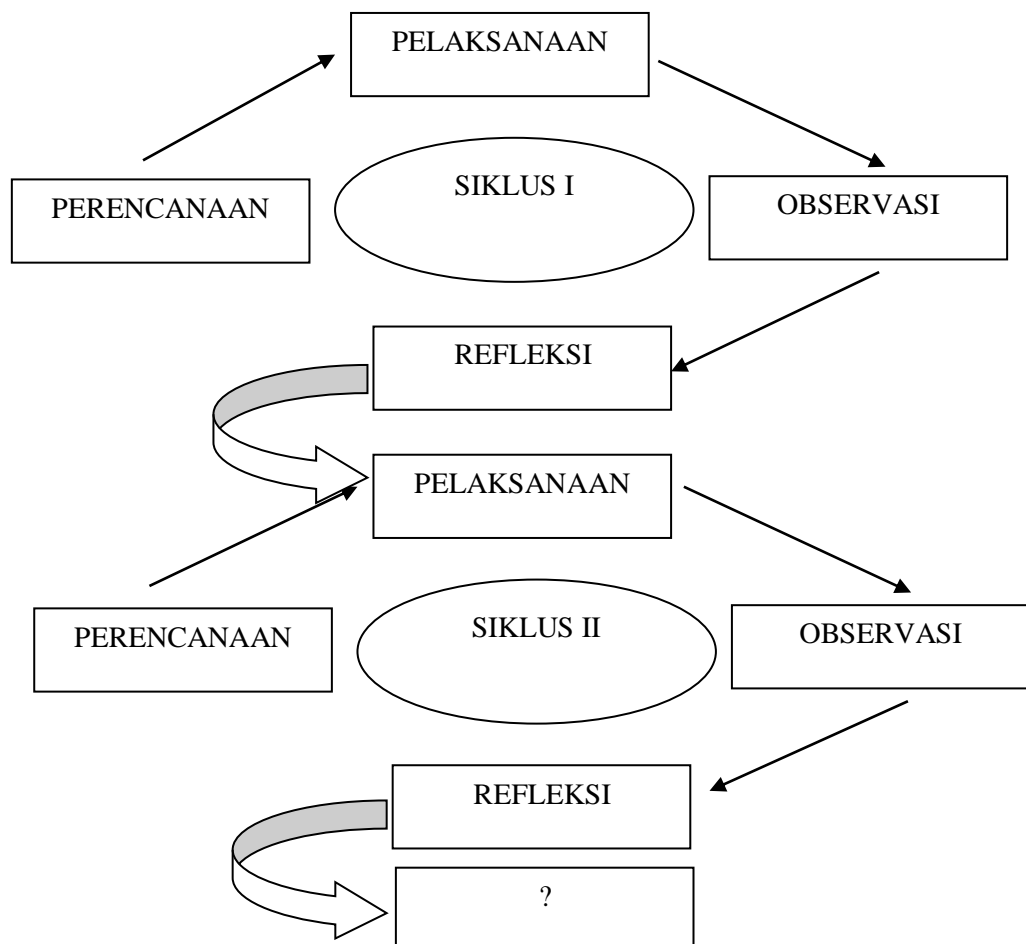 PELAKSANAAN
PERENCANAAN
SIKLUS I
OBSERVASI
REFLEKSI
PELAKSANAAN
PERENCANAAN
SIKLUS II
OBSERVASI
REFLEKSI
?